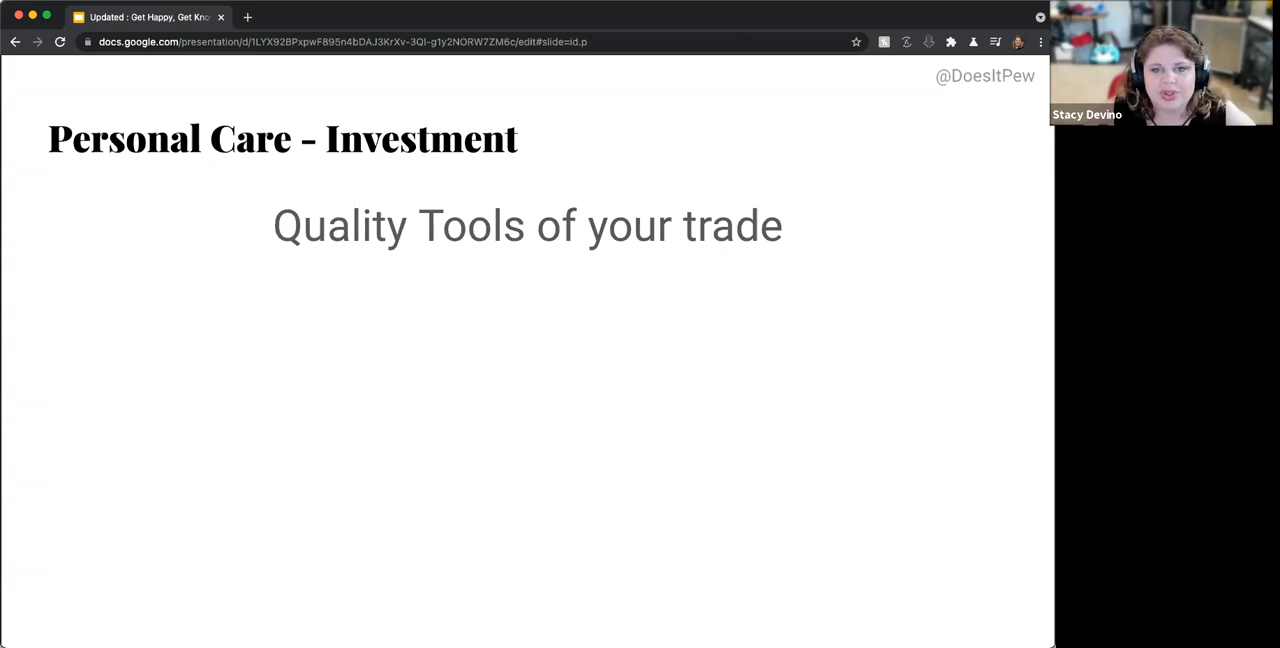 Updated : Get Happy, Get Kno
docs.google.com/presentation/d/1LYX92BPxpwF895n4bDAJ3KrXv-3Ql-g1y2NORW7ZM6c/edit#slide=id.p
@DoesItPew
Stacy Devino
Personal Care - Investment
Quality Tools of your trade